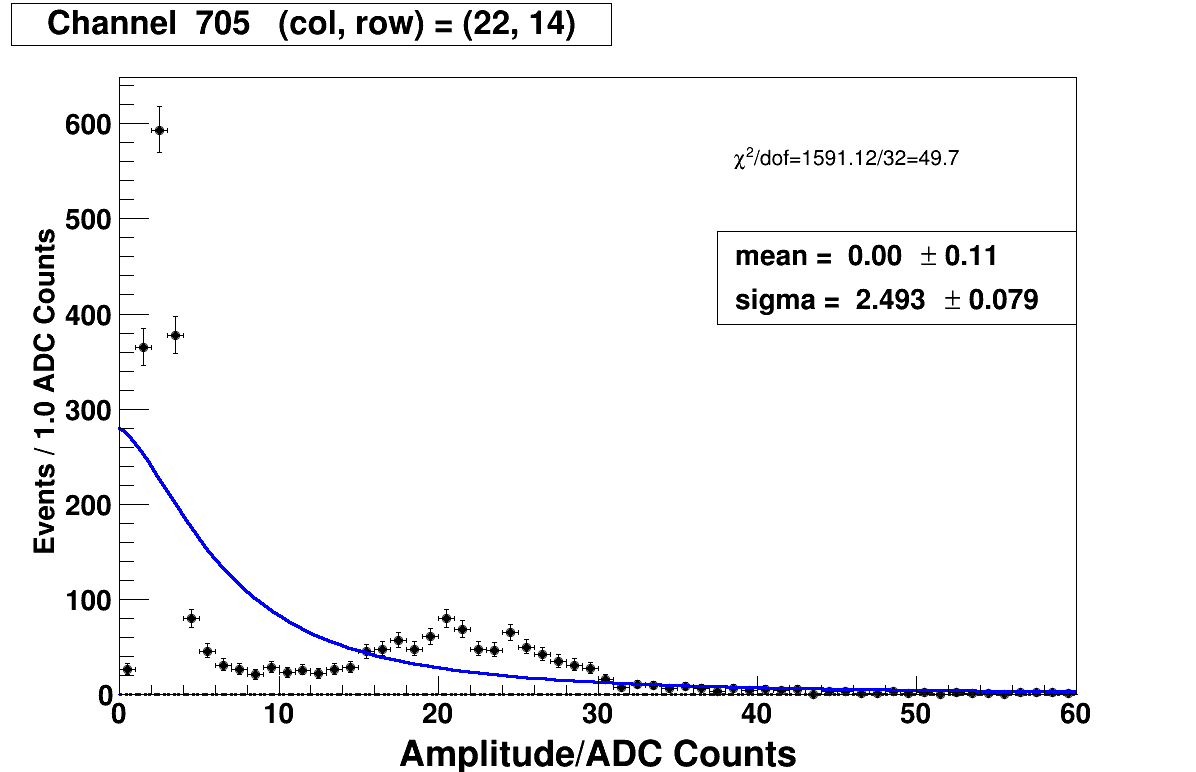 Channel 705 (col, row) = (22, 14)
χ²/dof=1591.12/32=49.7
mean = 0.00 ± 0.11
sigma = 2.493 ± 0.079
Events / 1.0 ADC Counts
600
500
400
300
200
100
0
0 10 20 30 40 50 60
Amplitude/ADC Counts